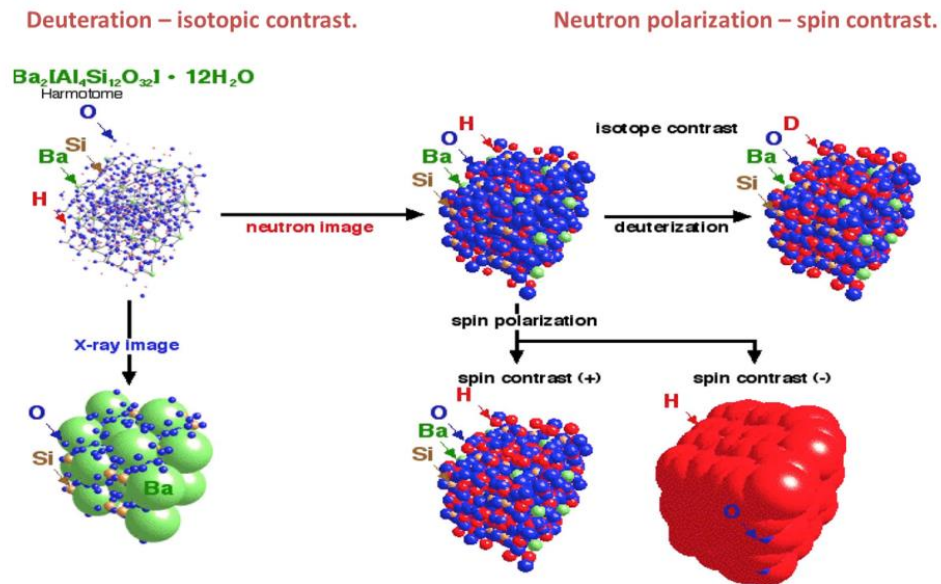 Deuteration – isotopic contrast.
Neutron polarization – spin contrast.
Ba₂[Al₄Si₁₂O₃₂] • 12H₂O
Harmotome
O
Si
Ba
H
neutron image
H
O
Ba
Si
isotope contrast
deuterization
D
O
Ba
Si
X-ray image
spin polarization
O
Si
Ba
spin contrast (+)
H
O
Ba
Si
spin contrast (-)
H
O